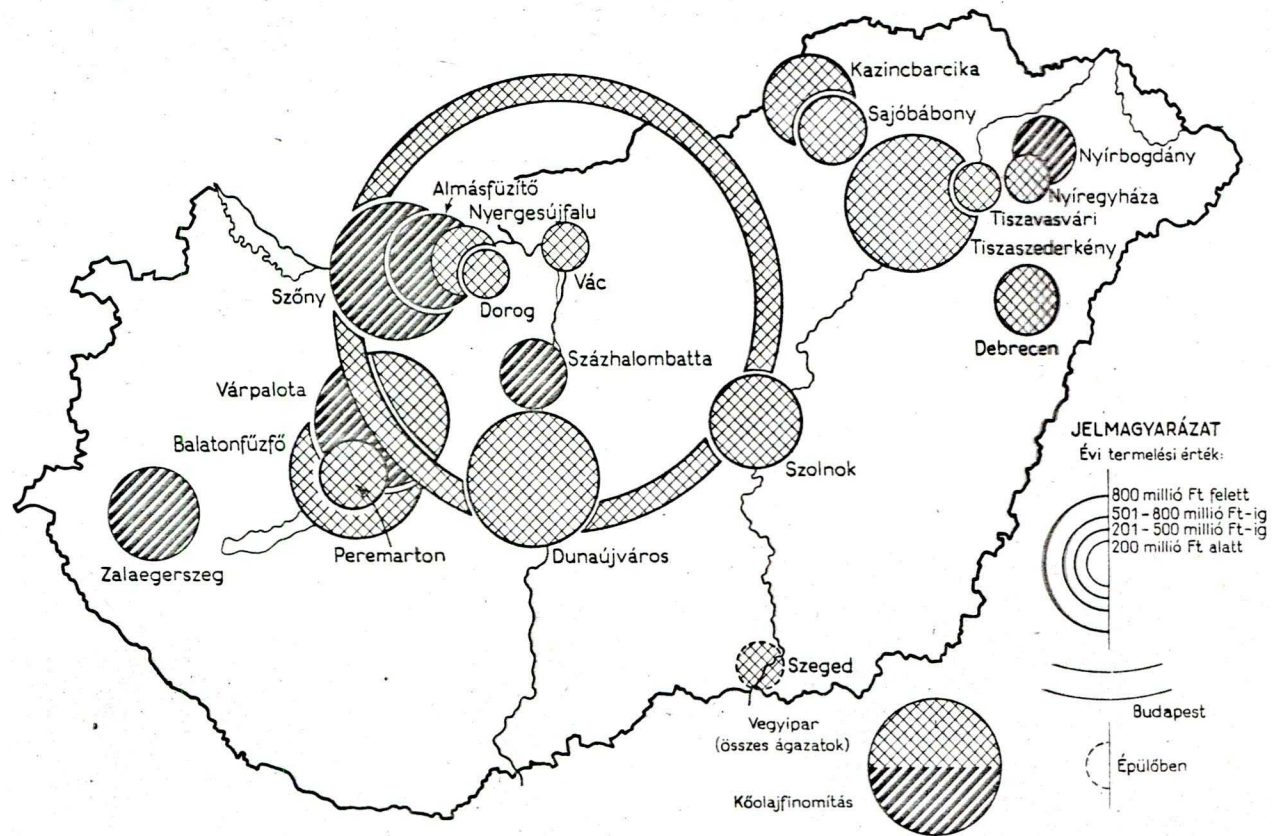 Kazincbarcika
Sajóbábony
Nyírbogdány
Nyíregyháza
Tiszavasvári
Tiszaszederkény
Debrecen
Almásfüzítő
Nyergesújfalu
Vác
Dorog
Szőny
Százhalombatta
Várpalota
Balatonfűzfő
Szolnok
Peremarton
Dunaújváros
Zalaegerszeg
Szeged
JELMAGYARÁZAT
Évi termelési érték:
800 millió Ft felett
501-800 millió Ft-ig
201-500 millió Ft-ig
200 millió Ft alatt
Budapest
Épülőben
Vegyipar
(összes ágazatok)
Kőolajfinomítás